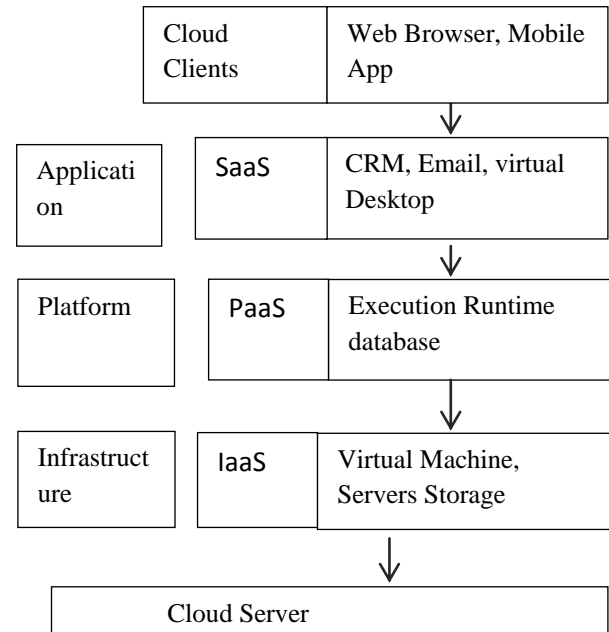 Cloud
Clients
Web Browser, Mobile
App
Applicati
on
SaaS
CRM, Email, virtual
Desktop
Platform
PaaS
Execution Runtime
database
Infrastruct
ure
IaaS
Virtual Machine,
Servers Storage
Cloud Server